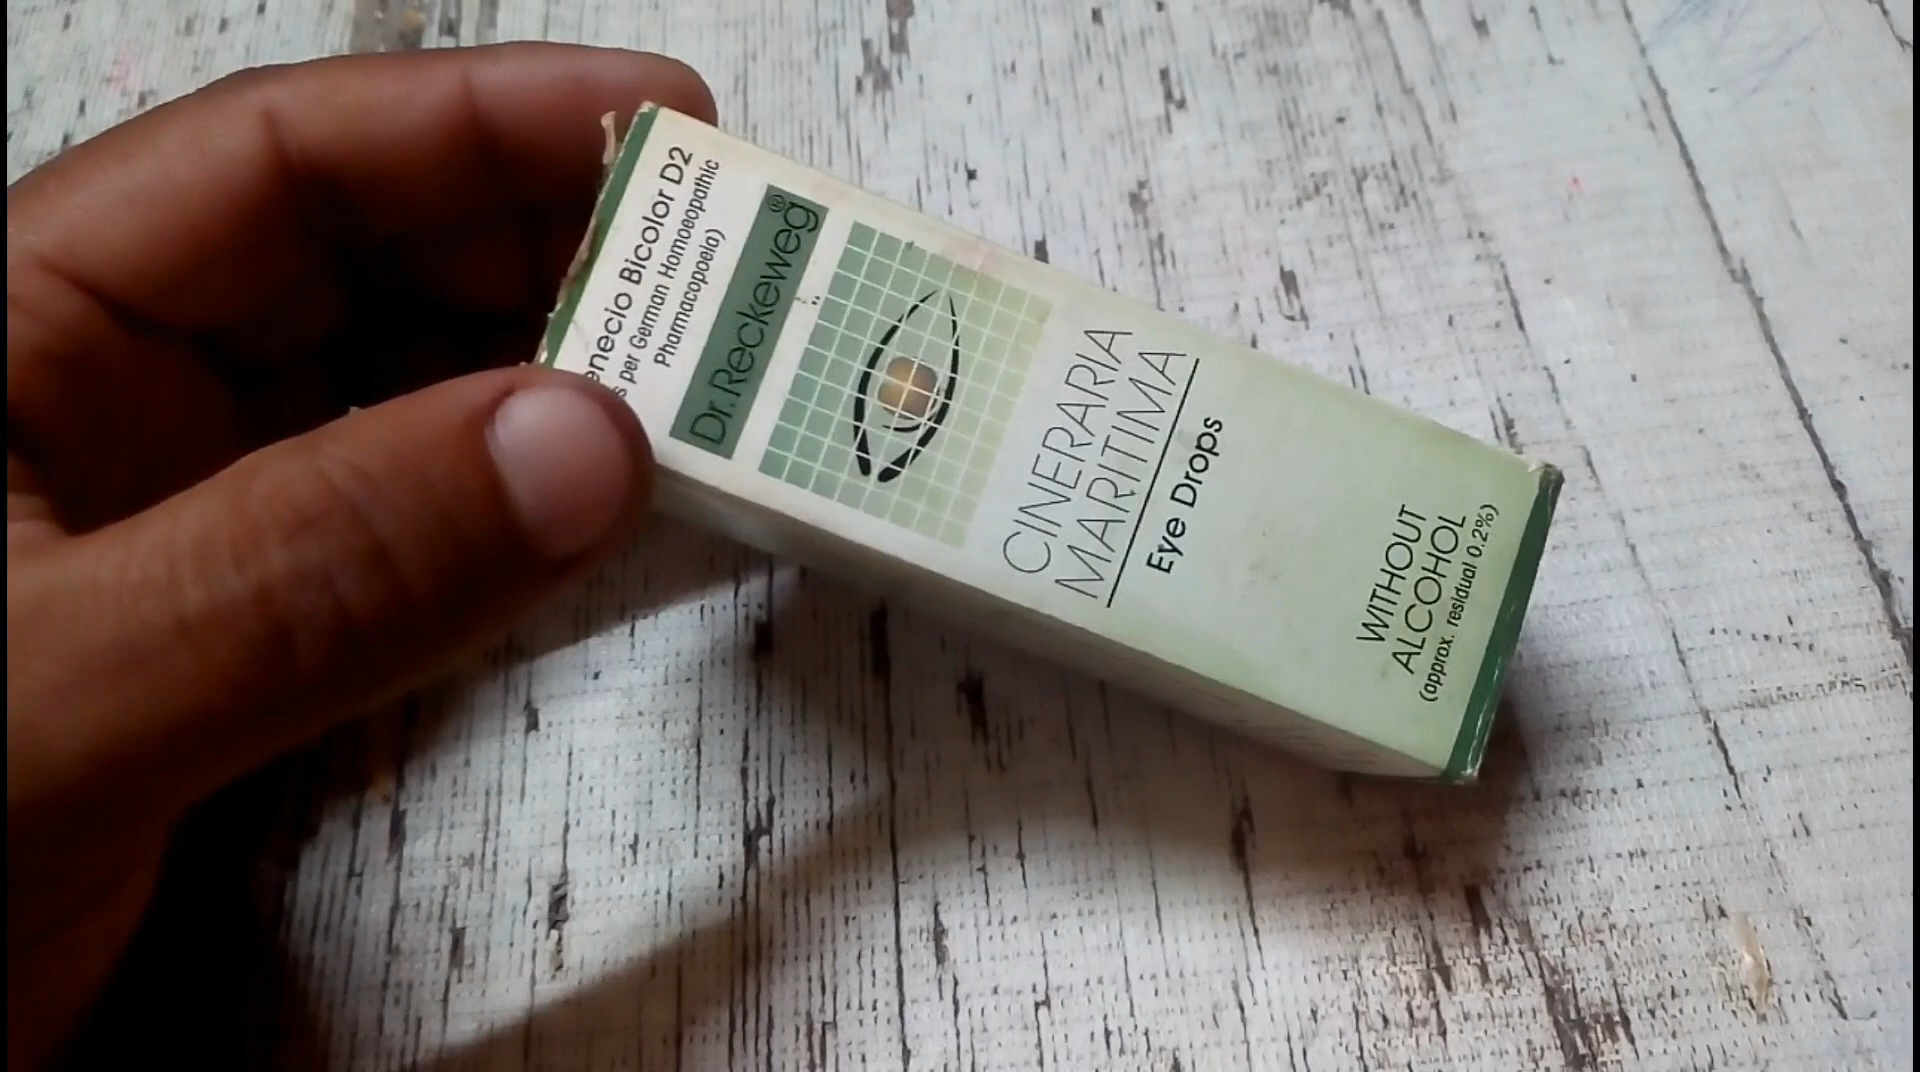 enecio Bicolor D2
s per German Homoeopathic
Pharmacopoeia)
Dr. Reckeweg®
CINERARIA
MARITIMA
Eye Drops
WITHOUT
ALCOHOL
(approx. residual 0.2%)